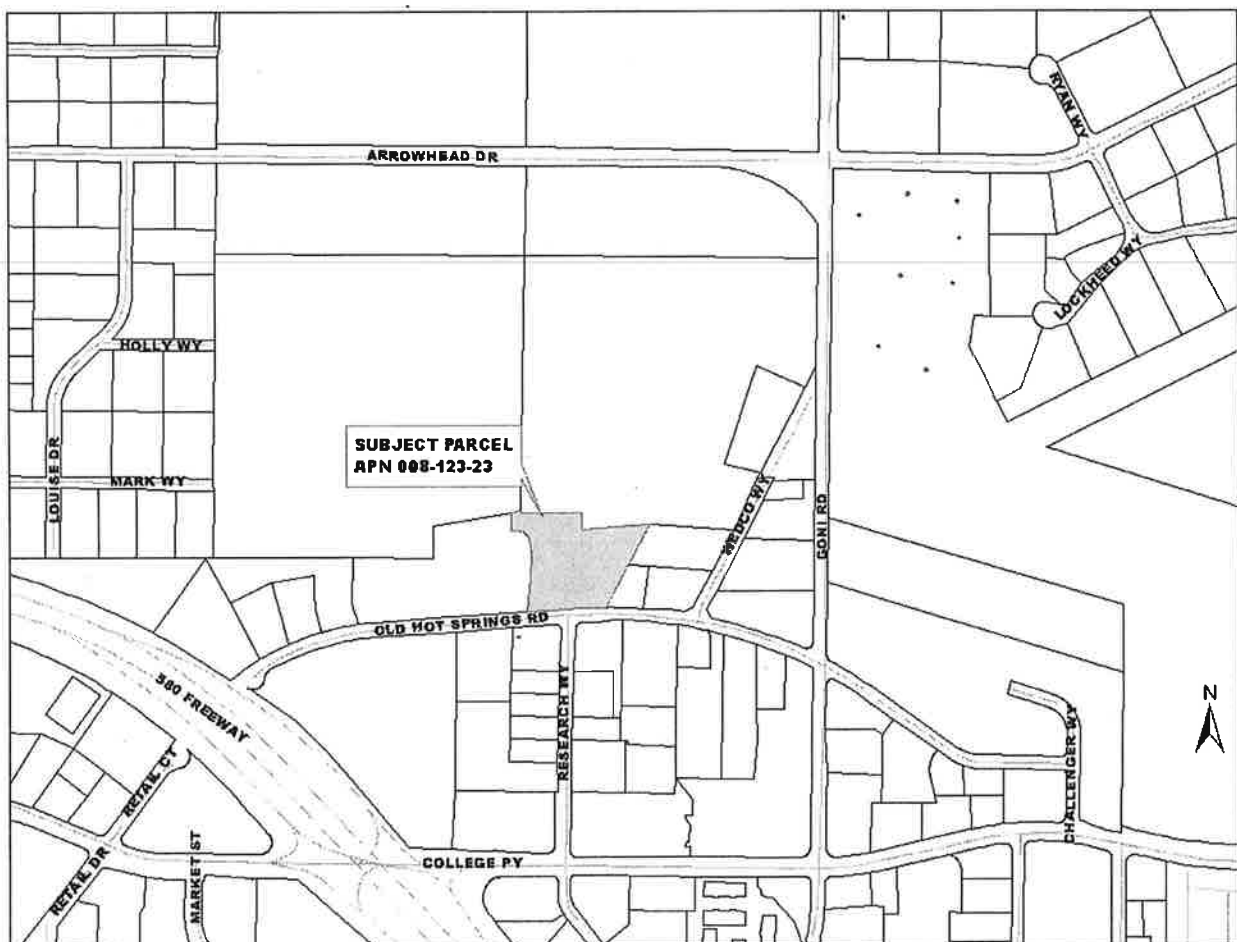 RYAN WY
ARROWHEAD DR
LOCKHEED WY
HOLLY WY
SUBJECT PARCEL
APN 008-123-23
LOUISE DR
MARK WY
MEDCO WY
GONI RD
OLD HOT SPRINGS RD
580 FREEWAY
RESEARCH WY
N
CHALLENGER WY
RETAIL CT
RETAIL DR
MARKET ST
COLLEGE PY